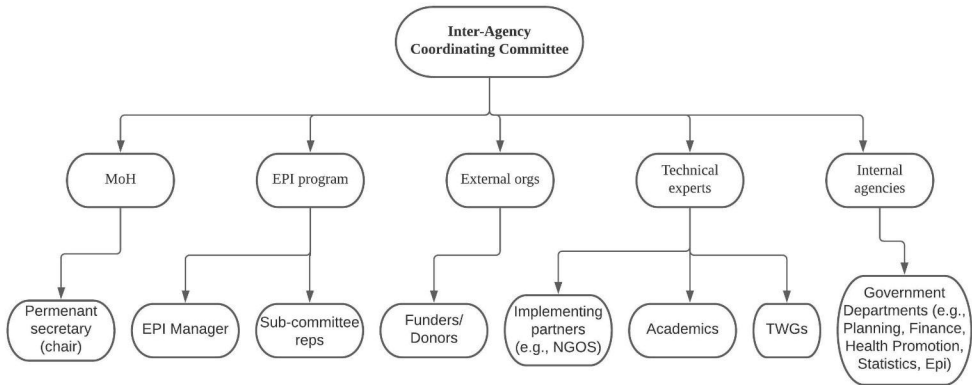 Inter-Agency
Coordinating Committee
MoH
EPI program
External orgs
Technical
experts
Internal
agencies
Permenant
secretary
(chair)
EPI Manager
Sub-committee
reps
Funders/
Donors
Implementing
partners
(e.g., NGOS)
Academics
TWGs
Government
Departments (e.g.,
Planning, Finance,
Health Promotion,
Statistics, Epi)